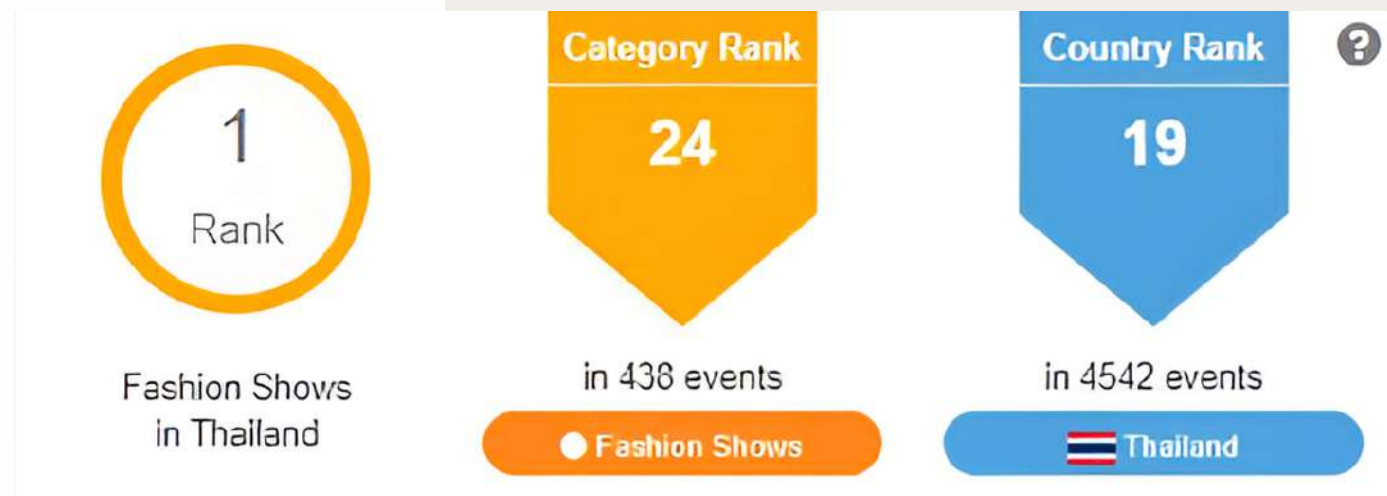 1
Rank
Fashion Shows
in Thailand
Category Rank
24
in 438 events
Fashion Shows
Country Rank
19
in 4542 events
Thailand
?